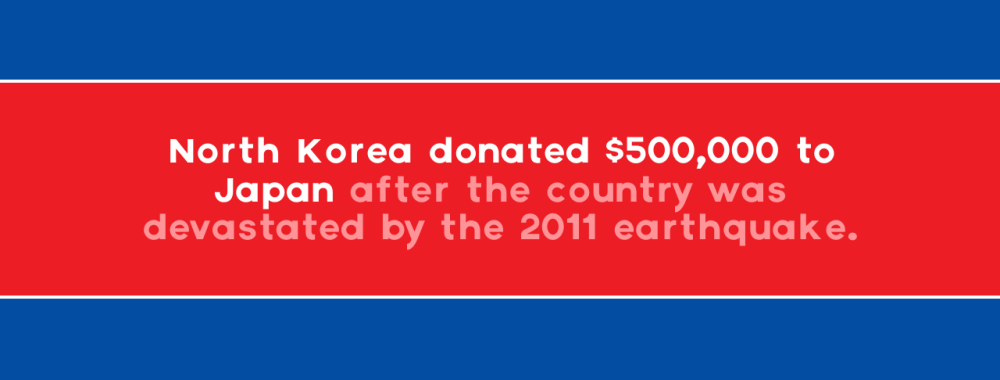 North Korea donated $500,000 to
Japan after the country was
devastated by the 2011 earthquake.